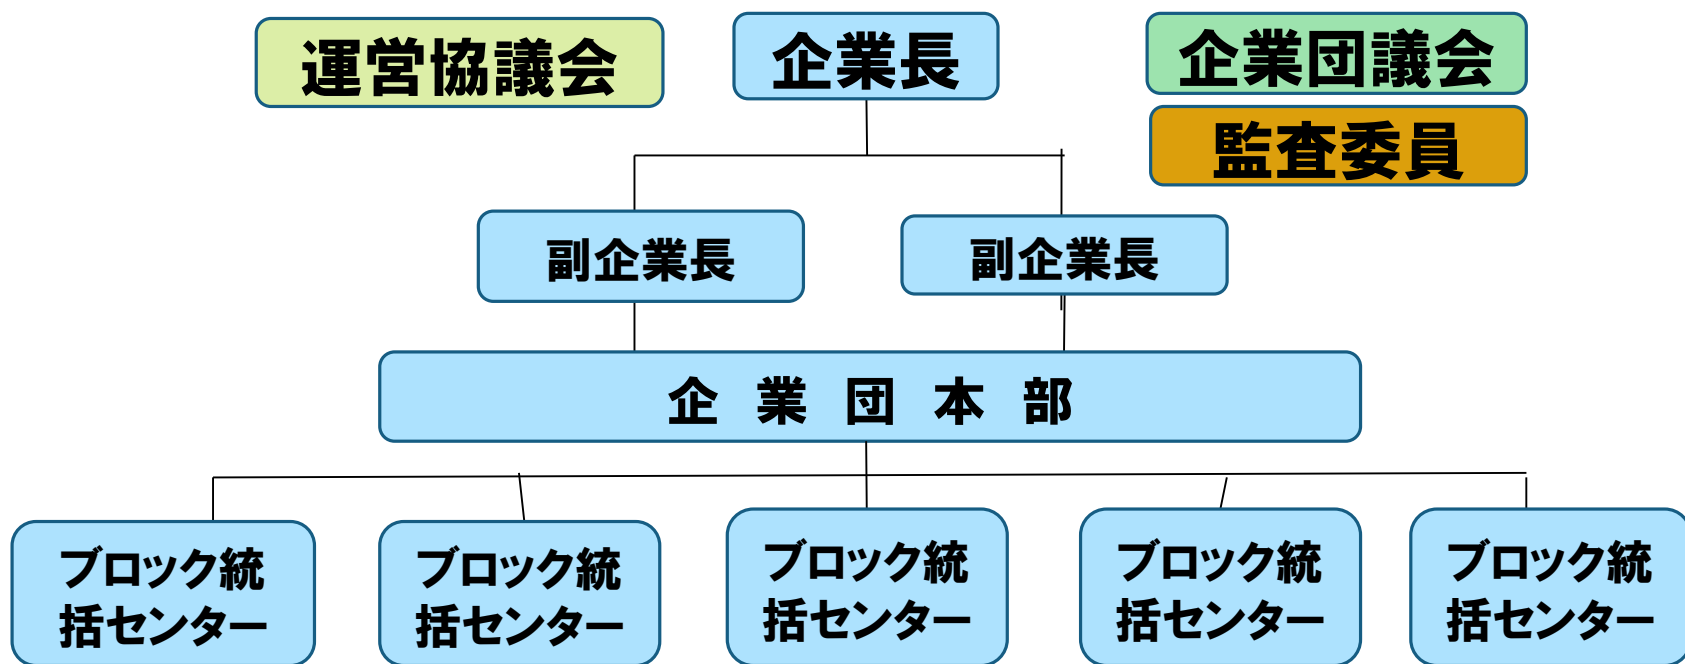 運営協議会
企業長
企業団議会
監査委員
副企業長
副企業長
企業団本部
ブロック統
括センター
ブロック統
括センター
ブロック統
括センター
ブロック統
括センター
ブロック統
括センター